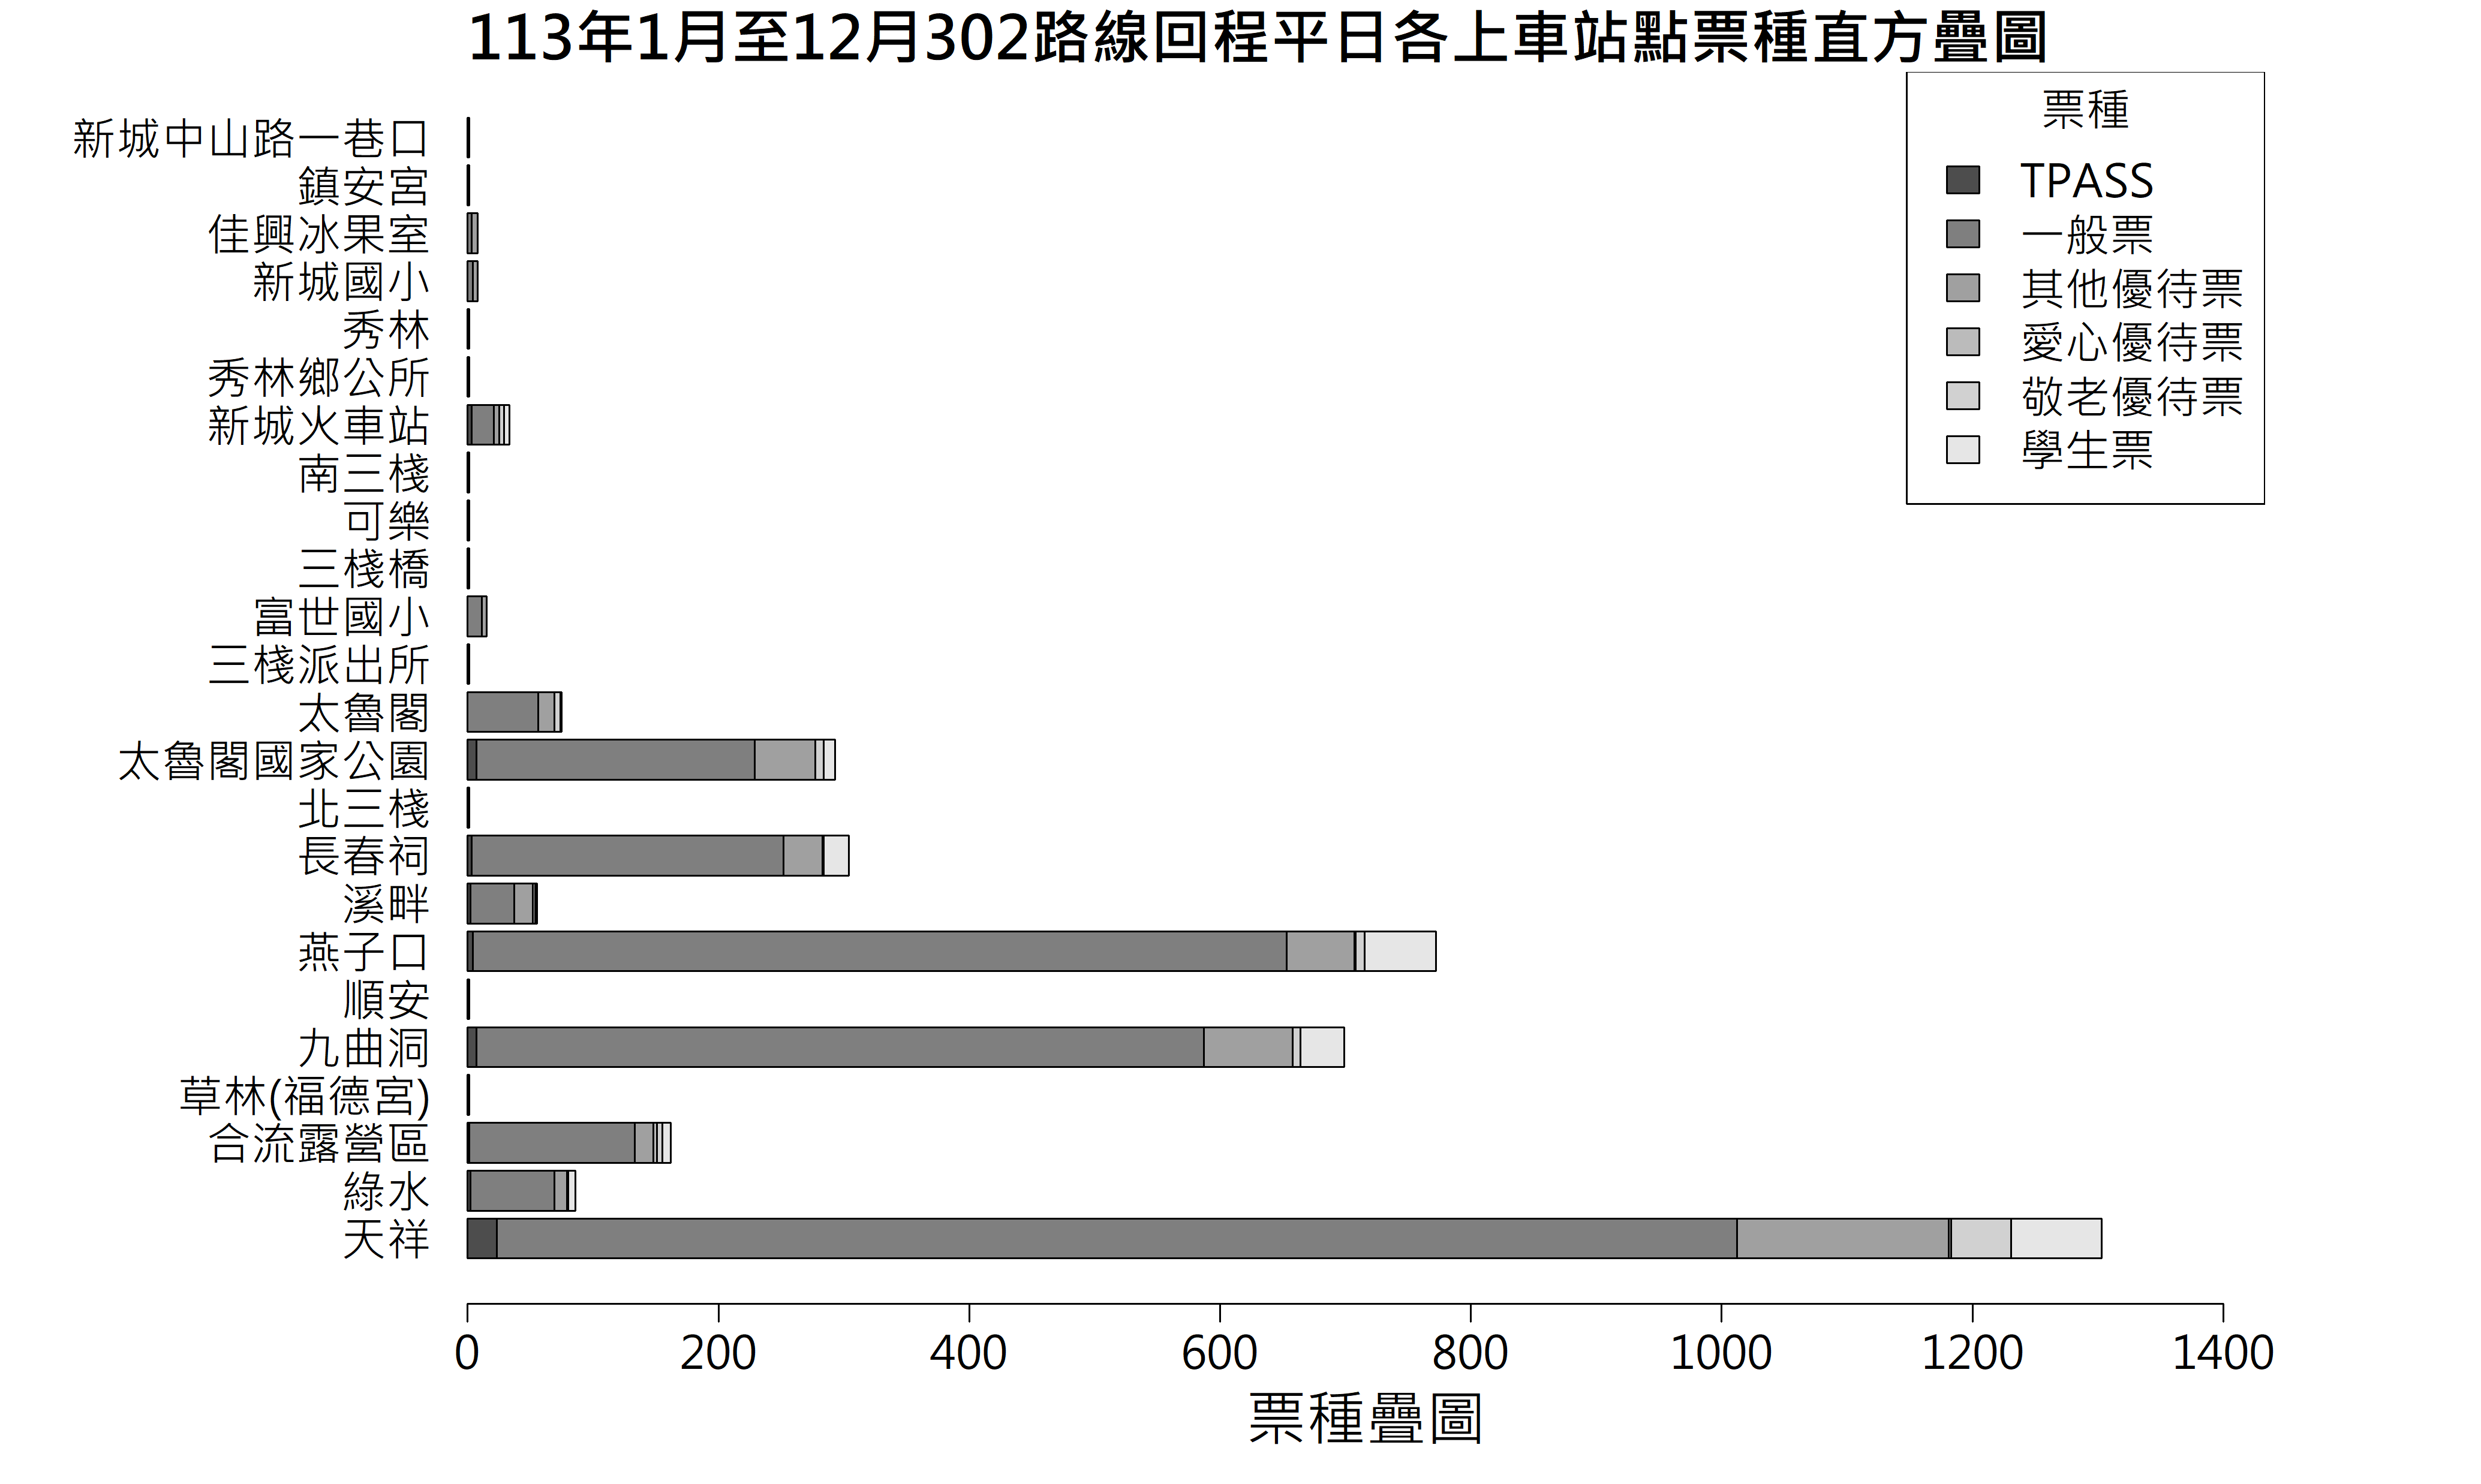 113年1月至12月302路線回程平日各上車站點票種直方疊圖
票種
TPASS
一般票
其他優待票
愛心優待票
敬老優待票
學生票
新城中山路一巷口
鎮安宮
佳興冰果室
新城國小
秀林
秀林鄉公所
新城火車站
南三棧
可樂
三棧橋
富世國小
三棧派出所
太魯閣
太魯閣國家公園
北三棧
長春祠
溪畔
燕子口
順安
九曲洞
草林(福德宮)
合流露營區
綠水
天祥
0 200 400 600 800 1000 1200 1400
票種疊圖